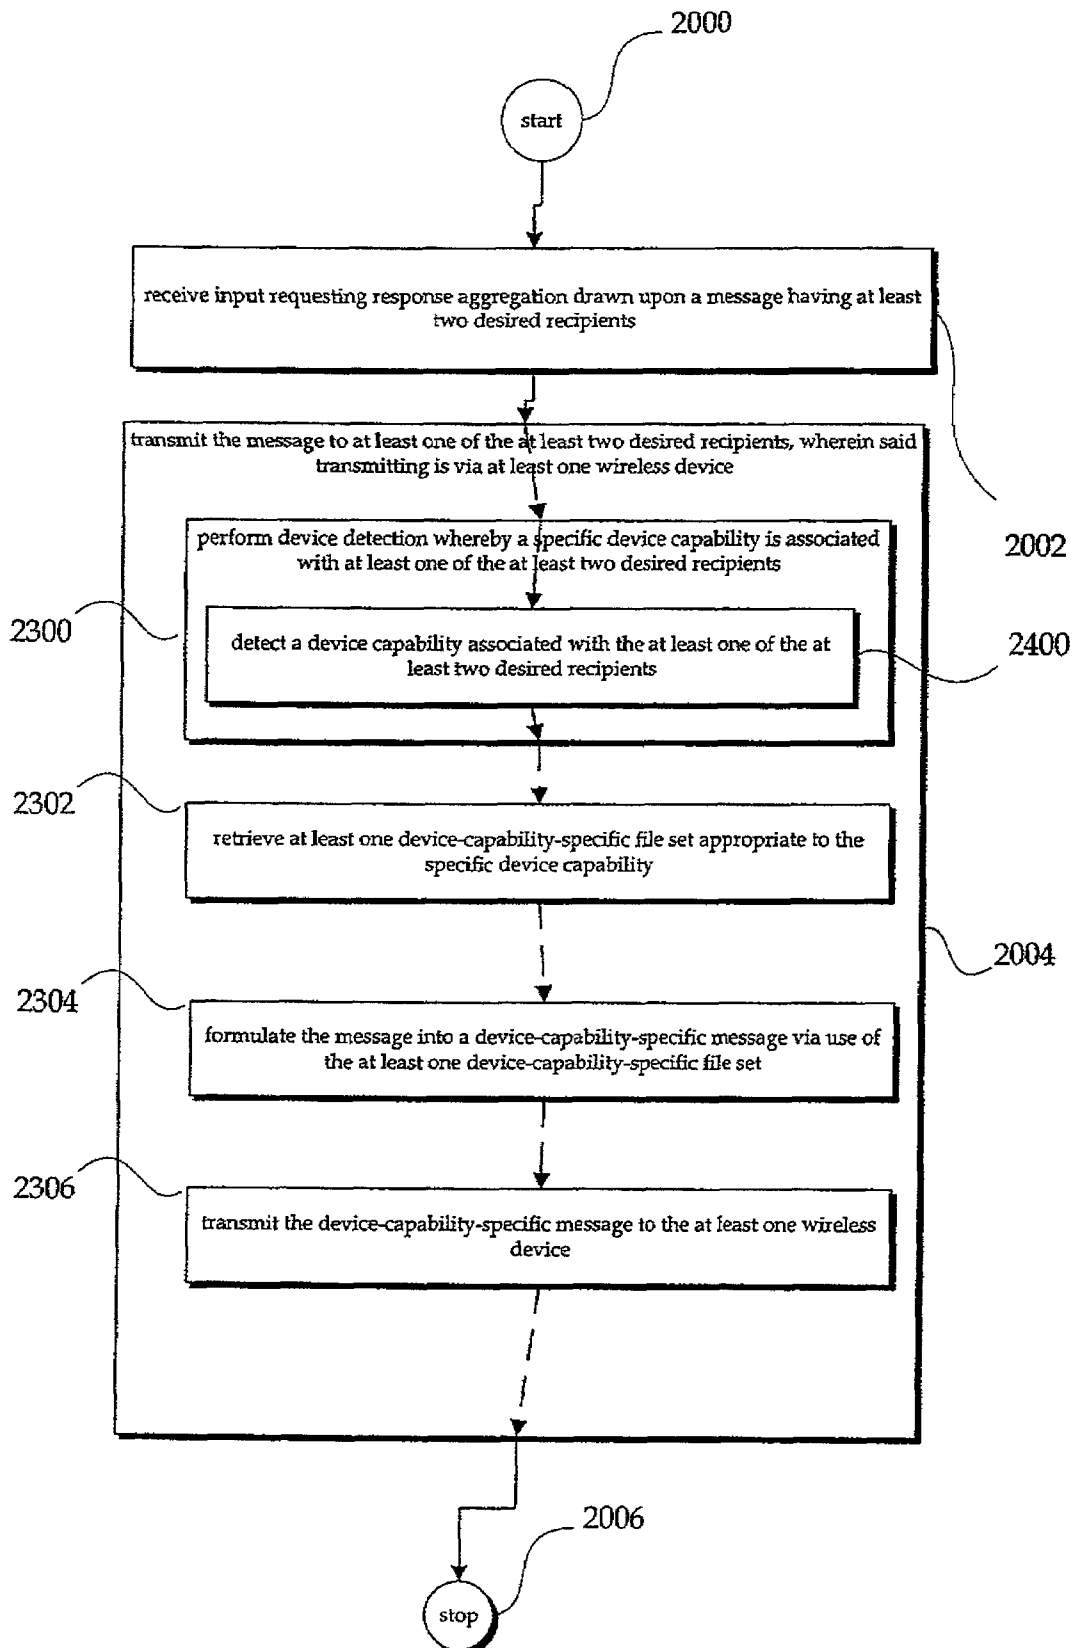 2000
start
receive input requesting response aggregation drawn upon a message having at least
two desired recipients
2002
transmit the message to at least one of the at least two desired recipients, wherein said
transmitting is via at least one wireless device
perform device detection whereby a specific device capability is associated
with at least one of the at least two desired recipients
2300
detect a device capability associated with the at least one of the at
least two desired recipients
2400
2302
retrieve at least one device-capability-specific file set appropriate to the
specific device capability
2004
2304
formulate the message into a device-capability-specific message via use of
the at least one device-capability-specific file set
2306
transmit the device-capability-specific message to the at least one wireless
device
2006
stop